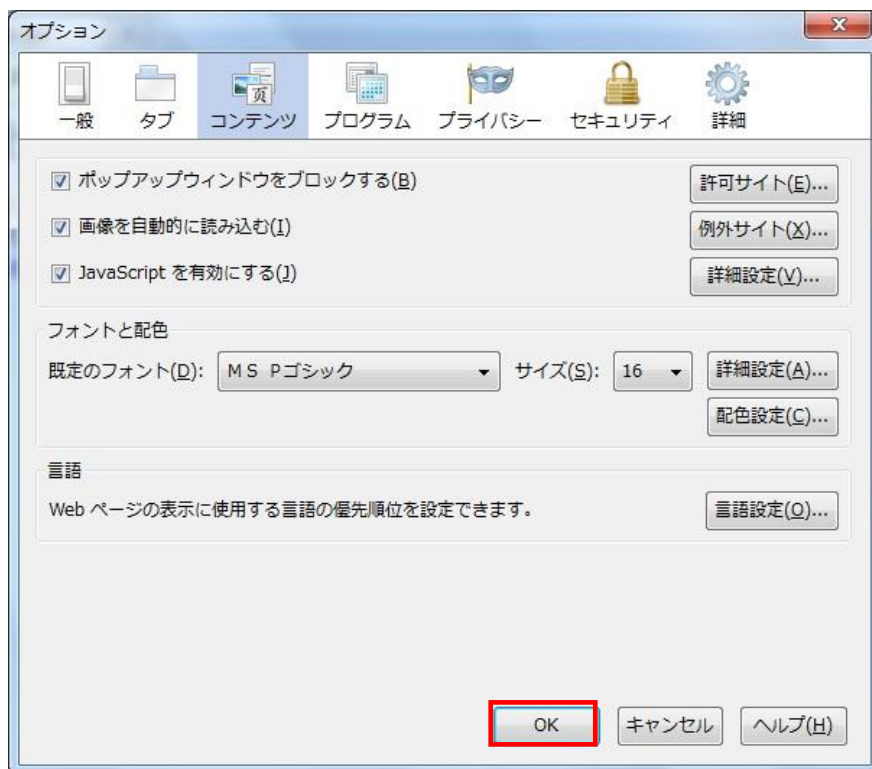 オプション
一般 タブ コンテンツ プログラム プライバシー セキュリティ 詳細
ポップアップウィンドウをブロックする(B) 許可サイト(E)...
画像を自動的に読み込む(I) 例外サイト(X)...
JavaScript を有効にする(J) 詳細設定(V)...
フォントと配色
既定のフォント(D): ＭＳ Ｐゴシック サイズ(S): 16 詳細設定(A)...
配色設定(C)...
言語
Web ページの表示に使用する言語の優先順位を設定できます。 言語設定(O)...
OK キャンセル ヘルプ(H)